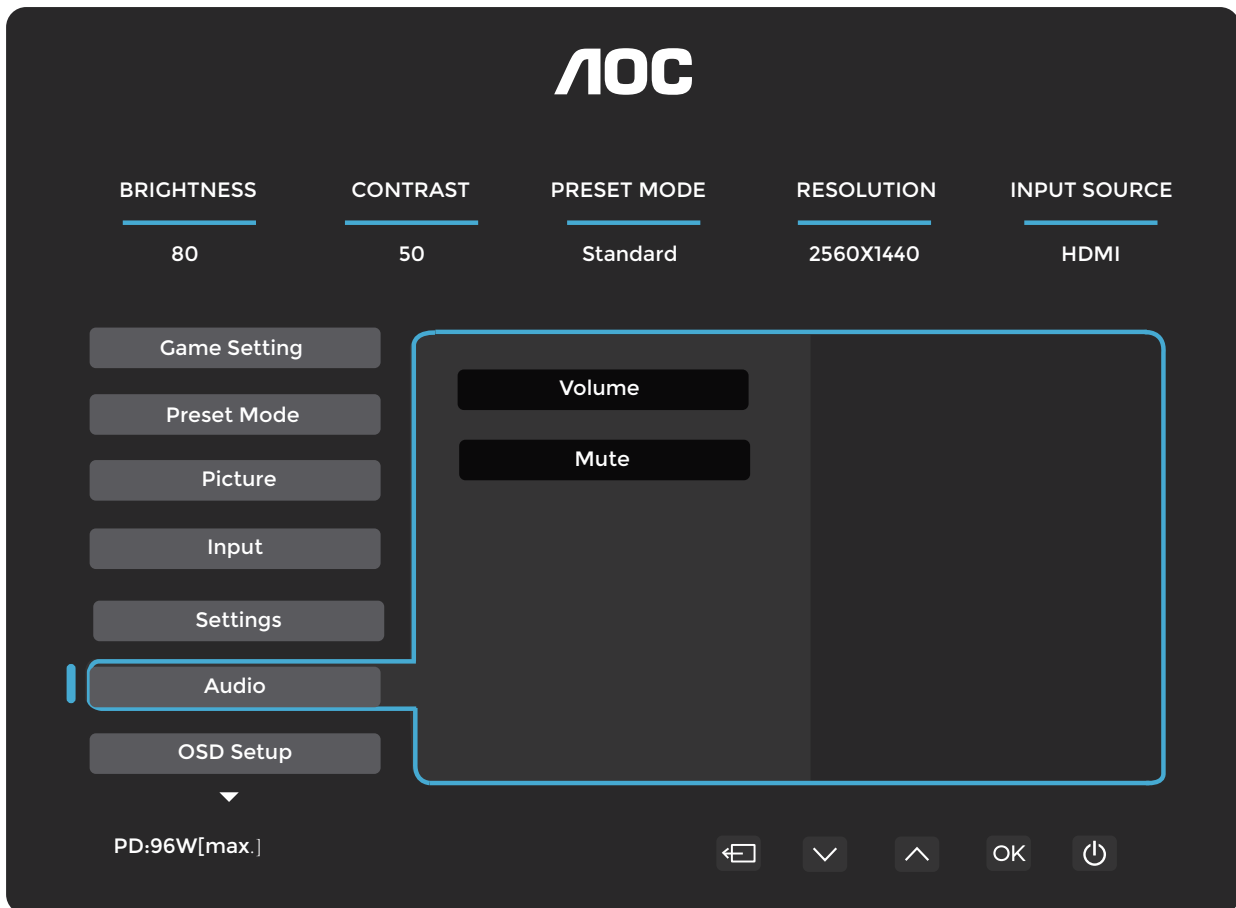 AOC
BRIGHTNESS CONTRAST PRESET MODE RESOLUTION INPUT SOURCE
80 50 Standard 2560X1440 HDMI
Game Setting
Preset Mode
Picture
Input
Settings
Audio
OSD Setup
Volume
Mute
PD:96W[max.]
OK